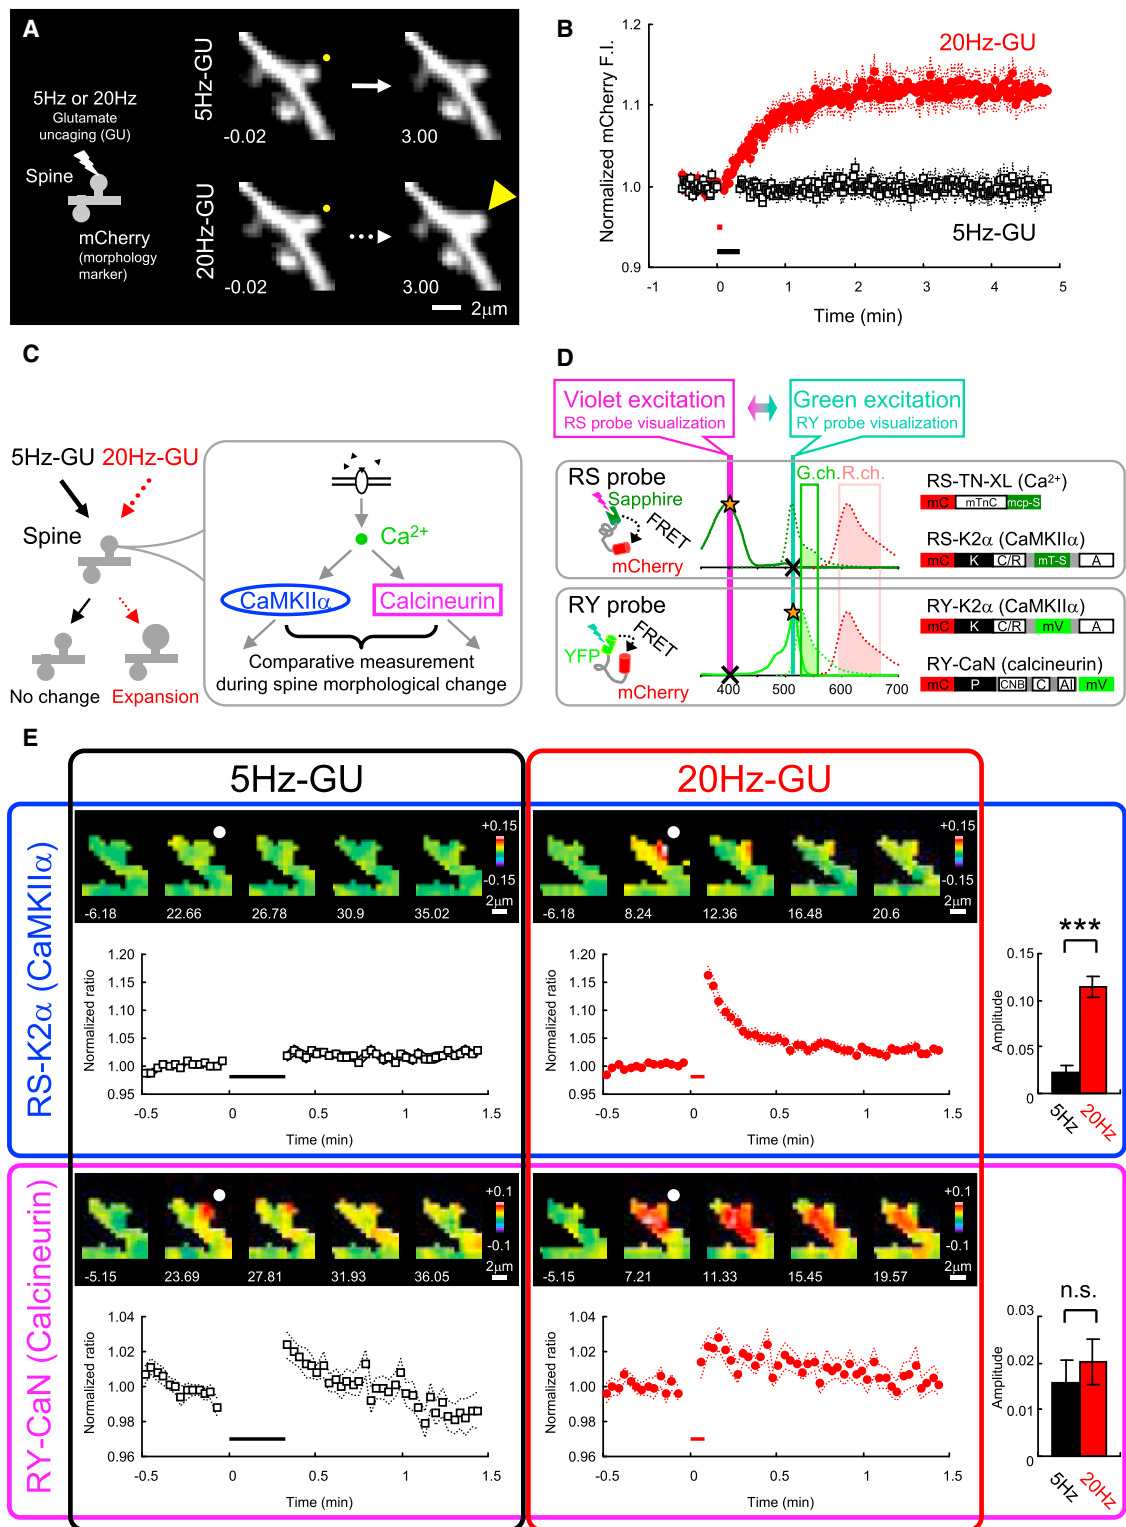 A
5Hz or 20Hz
Glutamate
uncaging (GU)
Spine
mCherry
(morphology
marker)
5Hz-GU
-0.02
3.00
20Hz-GU
-0.02
3.00
2μm
B
Normalized mCherry F.I.
1.2
1.1
1.0
0.9
20Hz-GU
5Hz-GU
-1
0
1
2
3
4
5
Time (min)
C
5Hz-GU
20Hz-GU
Spine
No change
Expansion
Ca²⁺
CaMKIIα
Calcineurin
Comparative measurement
during spine morphological change
D
Violet excitation
RS probe visualization
Green excitation
RY probe visualization
RS probe
Sapphire
FRET
mCherry
G.ch.
R.ch.
RS-TN-XL (Ca²⁺)
mC
mTnC
mcp-S
RS-K2α (CaMKIIα)
mC
K
C/R
mT-S
A
RY probe
YFP
FRET
mCherry
400
500
600
700
RY-K2α (CaMKIIα)
mC
K
C/R
mV
A
RY-CaN (calcineurin)
mC
P
CNB
C
AI
mV
E
5Hz-GU
20Hz-GU
RS-K2α (CaMKIIα)
-6.18
22.66
26.78
30.9
35.02
+0.15
-0.15
2μm
-6.18
8.24
12.36
16.48
20.6
+0.15
-0.15
2μm
Normalized ratio
1.20
1.15
1.10
1.05
1.00
0.95
-0.5
0
0.5
1
1.5
Time (min)
Normalized ratio
1.20
1.15
1.10
1.05
1.00
0.95
-0.5
0
0.5
1
1.5
Time (min)
***
Amplitude
0.15
0.10
0.05
0
5Hz
20Hz
RY-CaN (Calcineurin)
-5.15
23.69
27.81
31.93
36.05
+0.1
-0.1
2μm
-5.15
7.21
11.33
15.45
19.57
+0.1
-0.1
2μm
Normalized ratio
1.04
1.02
1.00
0.98
0.96
-0.5
0
0.5
1
1.5
Time (min)
Normalized ratio
1.04
1.02
1.00
0.98
0.96
-0.5
0
0.5
1
1.5
Time (min)
n.s.
Amplitude
0.03
0.02
0.01
0
5Hz
20Hz